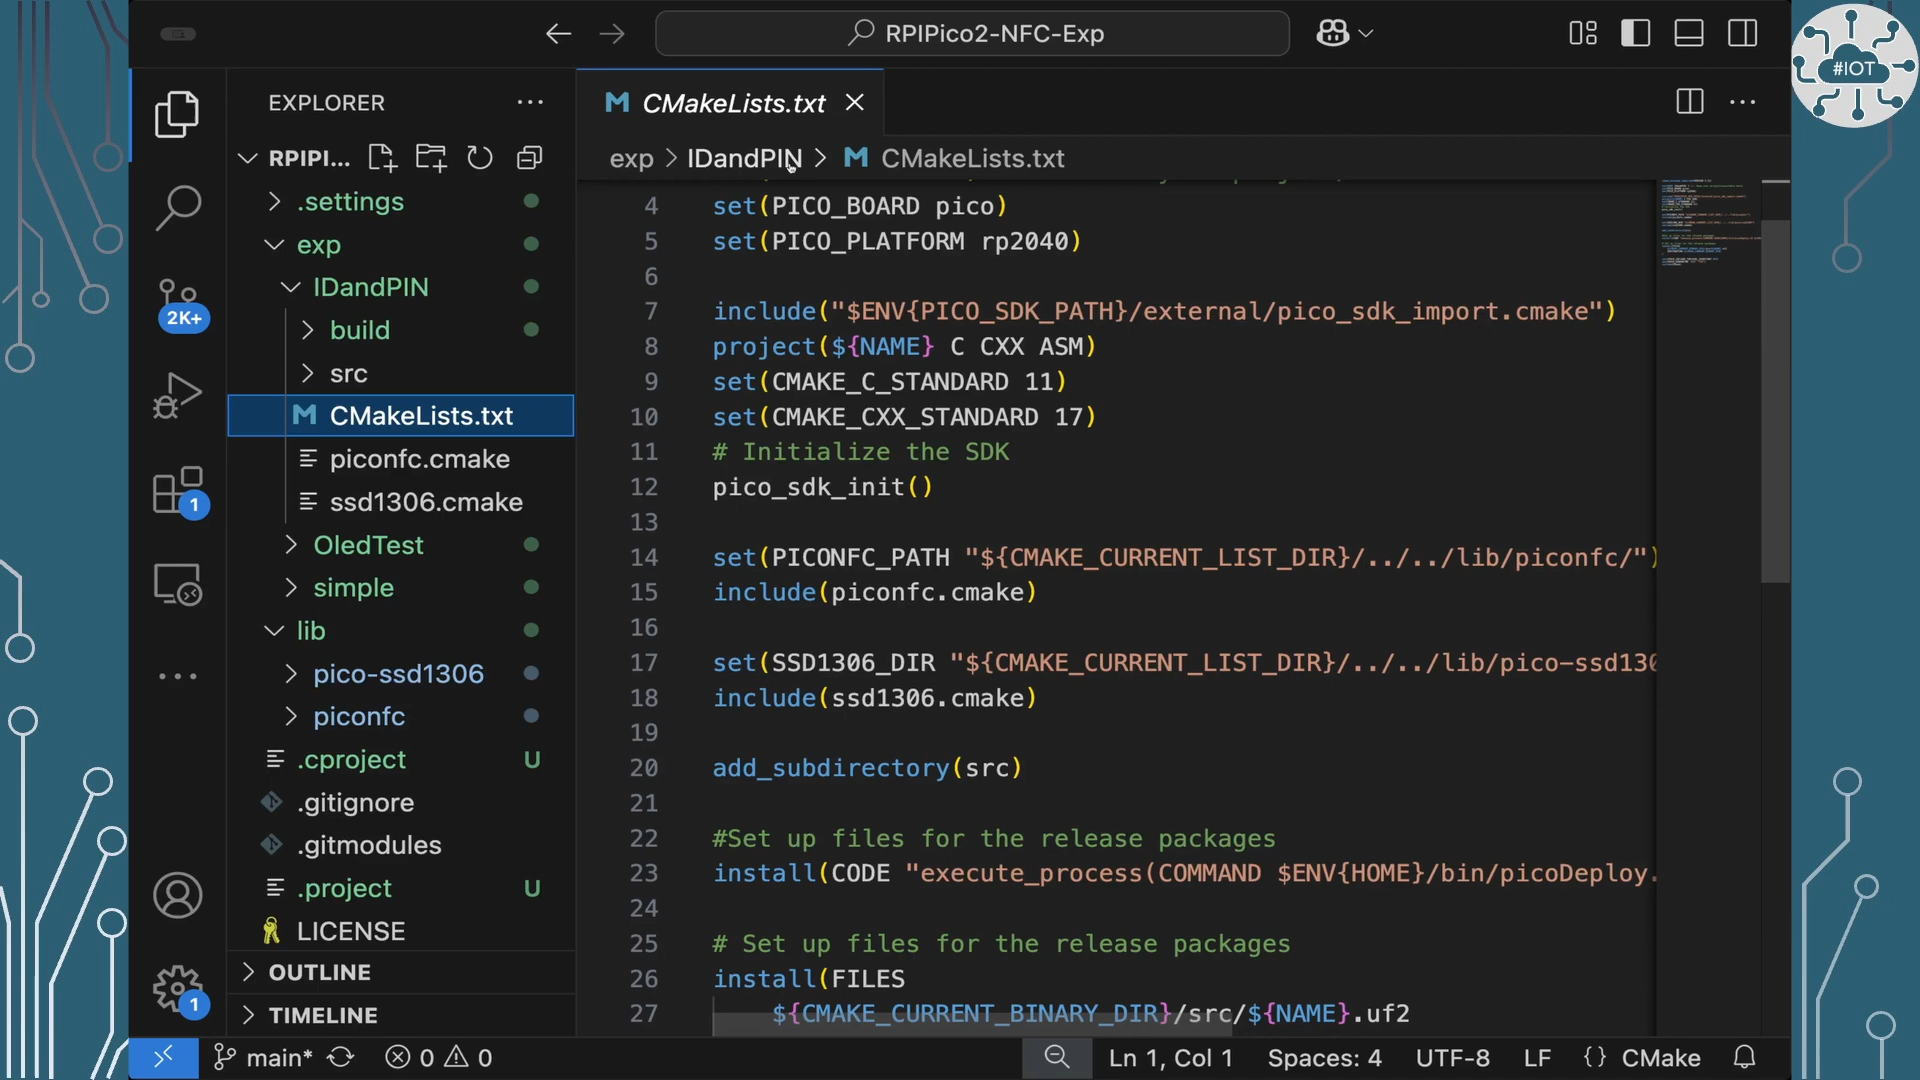 RPIPico2-NFC-Exp
#IOT
EXPLORER
RPIPI...
.settings
exp
IDandPIN
build
src
CMakeLists.txt
piconfc.cmake
ssd1306.cmake
OledTest
simple
lib
pico-ssd1306
piconfc
.cproject U
.gitignore
.gitmodules
.project U
LICENSE
OUTLINE
TIMELINE
2K+
1
1
CMakeLists.txt
exp > IDandPIN > CMakeLists.txt
4 set(PICO_BOARD pico)
5 set(PICO_PLATFORM rp2040)
6
7 include("$ENV{PICO_SDK_PATH}/external/pico_sdk_import.cmake")
8 project(${NAME} C CXX ASM)
9 set(CMAKE_C_STANDARD 11)
10 set(CMAKE_CXX_STANDARD 17)
11 # Initialize the SDK
12 pico_sdk_init()
13
14 set(PICONFC_PATH "${CMAKE_CURRENT_LIST_DIR}/../../lib/piconfc/")
15 include(piconfc.cmake)
16
17 set(SSD1306_DIR "${CMAKE_CURRENT_LIST_DIR}/../../lib/pico-ssd130
18 include(ssd1306.cmake)
19
20 add_subdirectory(src)
21
22 #Set up files for the release packages
23 install(CODE "execute_process(COMMAND $ENV{HOME}/bin/picoDeploy.
24
25 # Set up files for the release packages
26 install(FILES
27 ${CMAKE_CURRENT_BINARY_DIR}/src/${NAME}.uf2
main* 0 0 Ln 1, Col 1 Spaces: 4 UTF-8 LF {} CMake